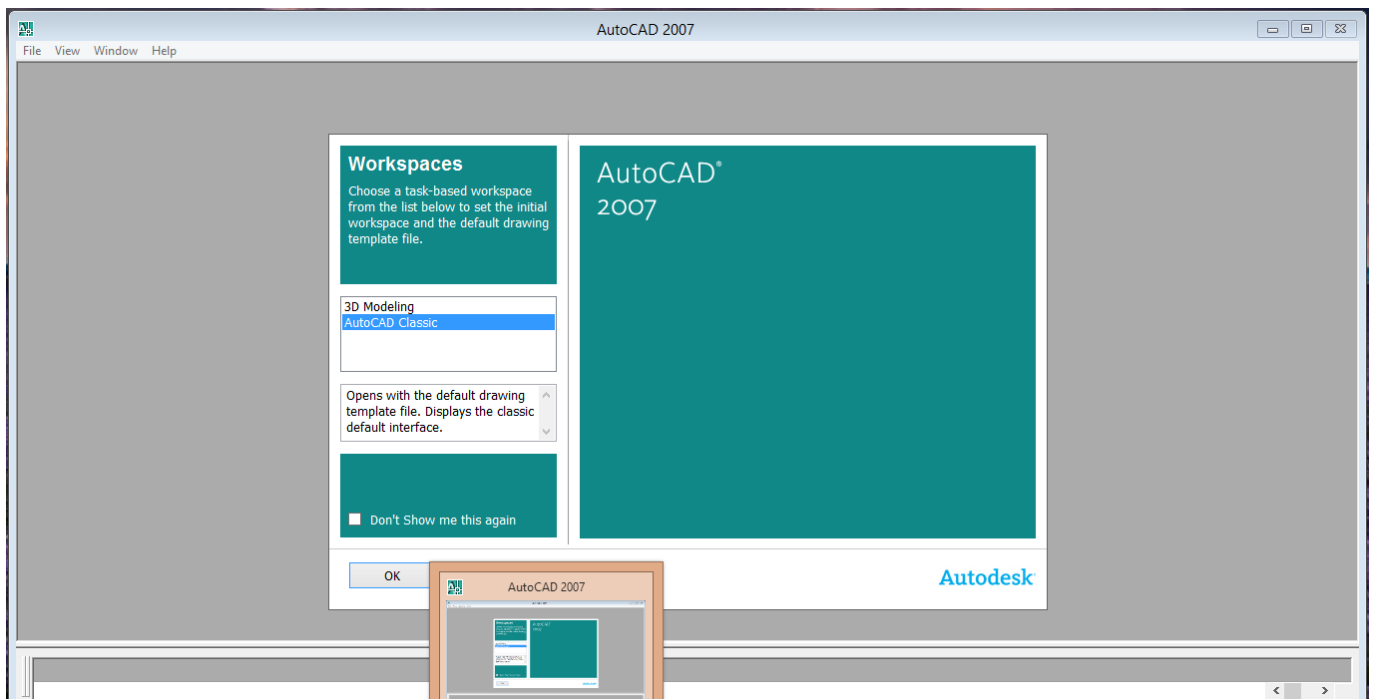 AutoCAD 2007
File View Window Help
Workspaces
Choose a task-based workspace
from the list below to set the initial
workspace and the default drawing
template file.
AutoCAD®
2007
3D Modeling
AutoCAD Classic
Opens with the default drawing
template file. Displays the classic
default interface.
Don't Show me this again
OK
Autodesk
AutoCAD 2007